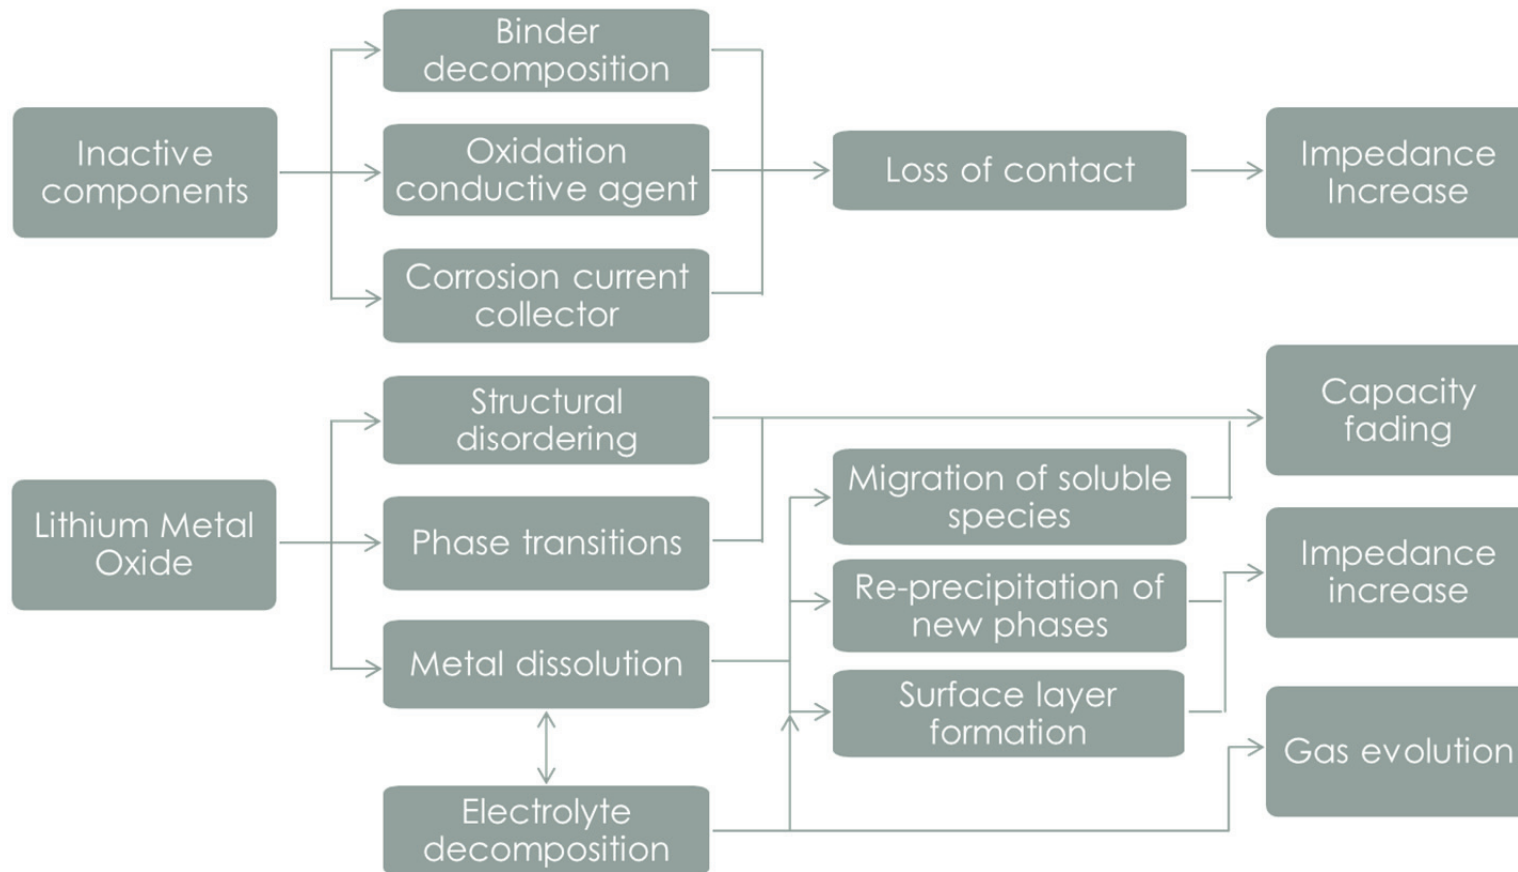 Binder
decomposition
Inactive
components
Oxidation
conductive agent
Loss of contact
Impedance
Increase
Corrosion current
collector
Structural
disordering
Capacity
fading
Lithium Metal
Oxide
Phase transitions
Migration of soluble
species
Impedance
increase
Re-precipitation of
new phases
Metal dissolution
Surface layer
formation
Gas evolution
Electrolyte
decomposition